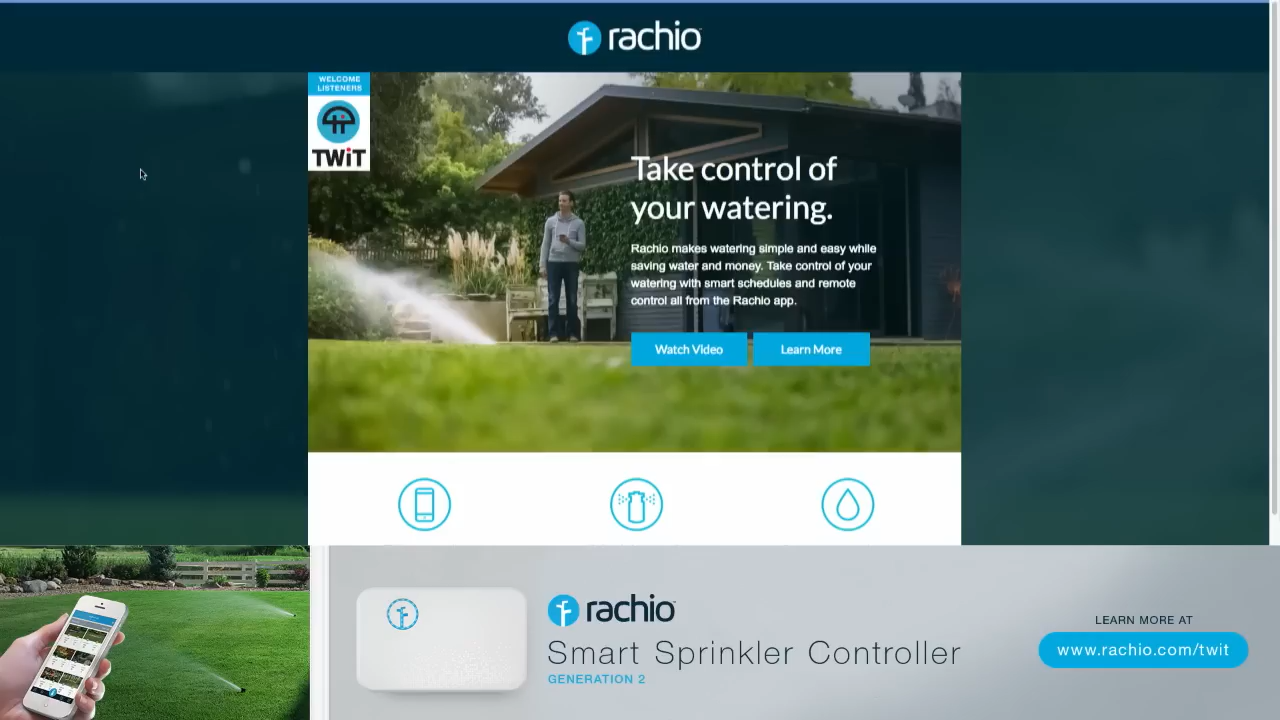 rachio
WELCOME
LISTENERS
TWiT
Take control of
your watering.
Rachio makes watering simple and easy while
saving water and money. Take control of your
watering with smart schedules and remote
control all from the Rachio app.
Watch Video
Learn More
rachio
Smart Sprinkler Controller
GENERATION 2
LEARN MORE AT
www.rachio.com/twit